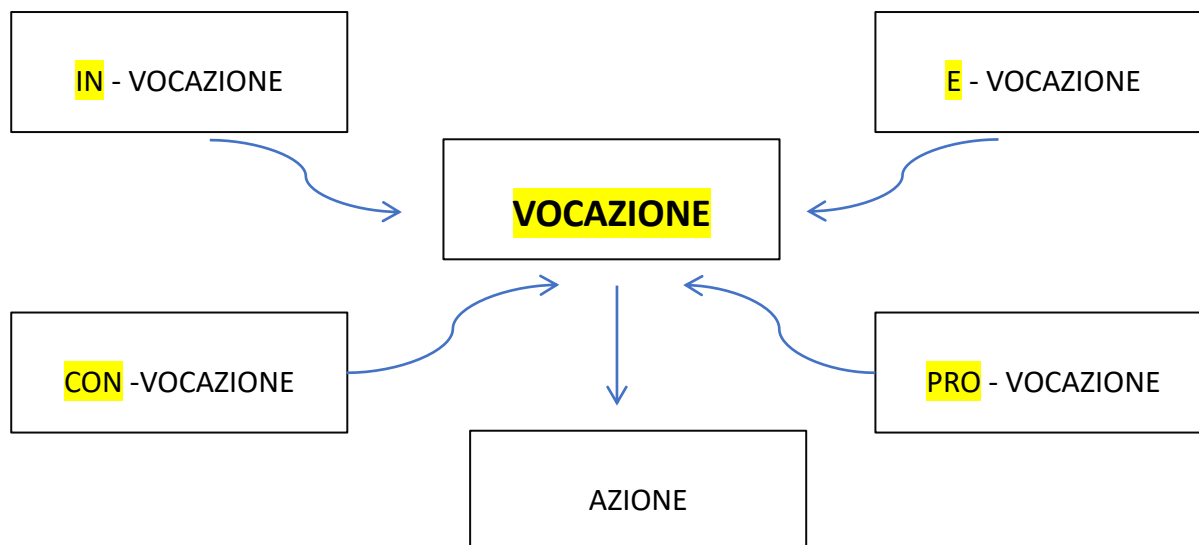 IN - VOCAZIONE
E - VOCAZIONE
VOCAZIONE
CON -VOCAZIONE
PRO - VOCAZIONE
AZIONE